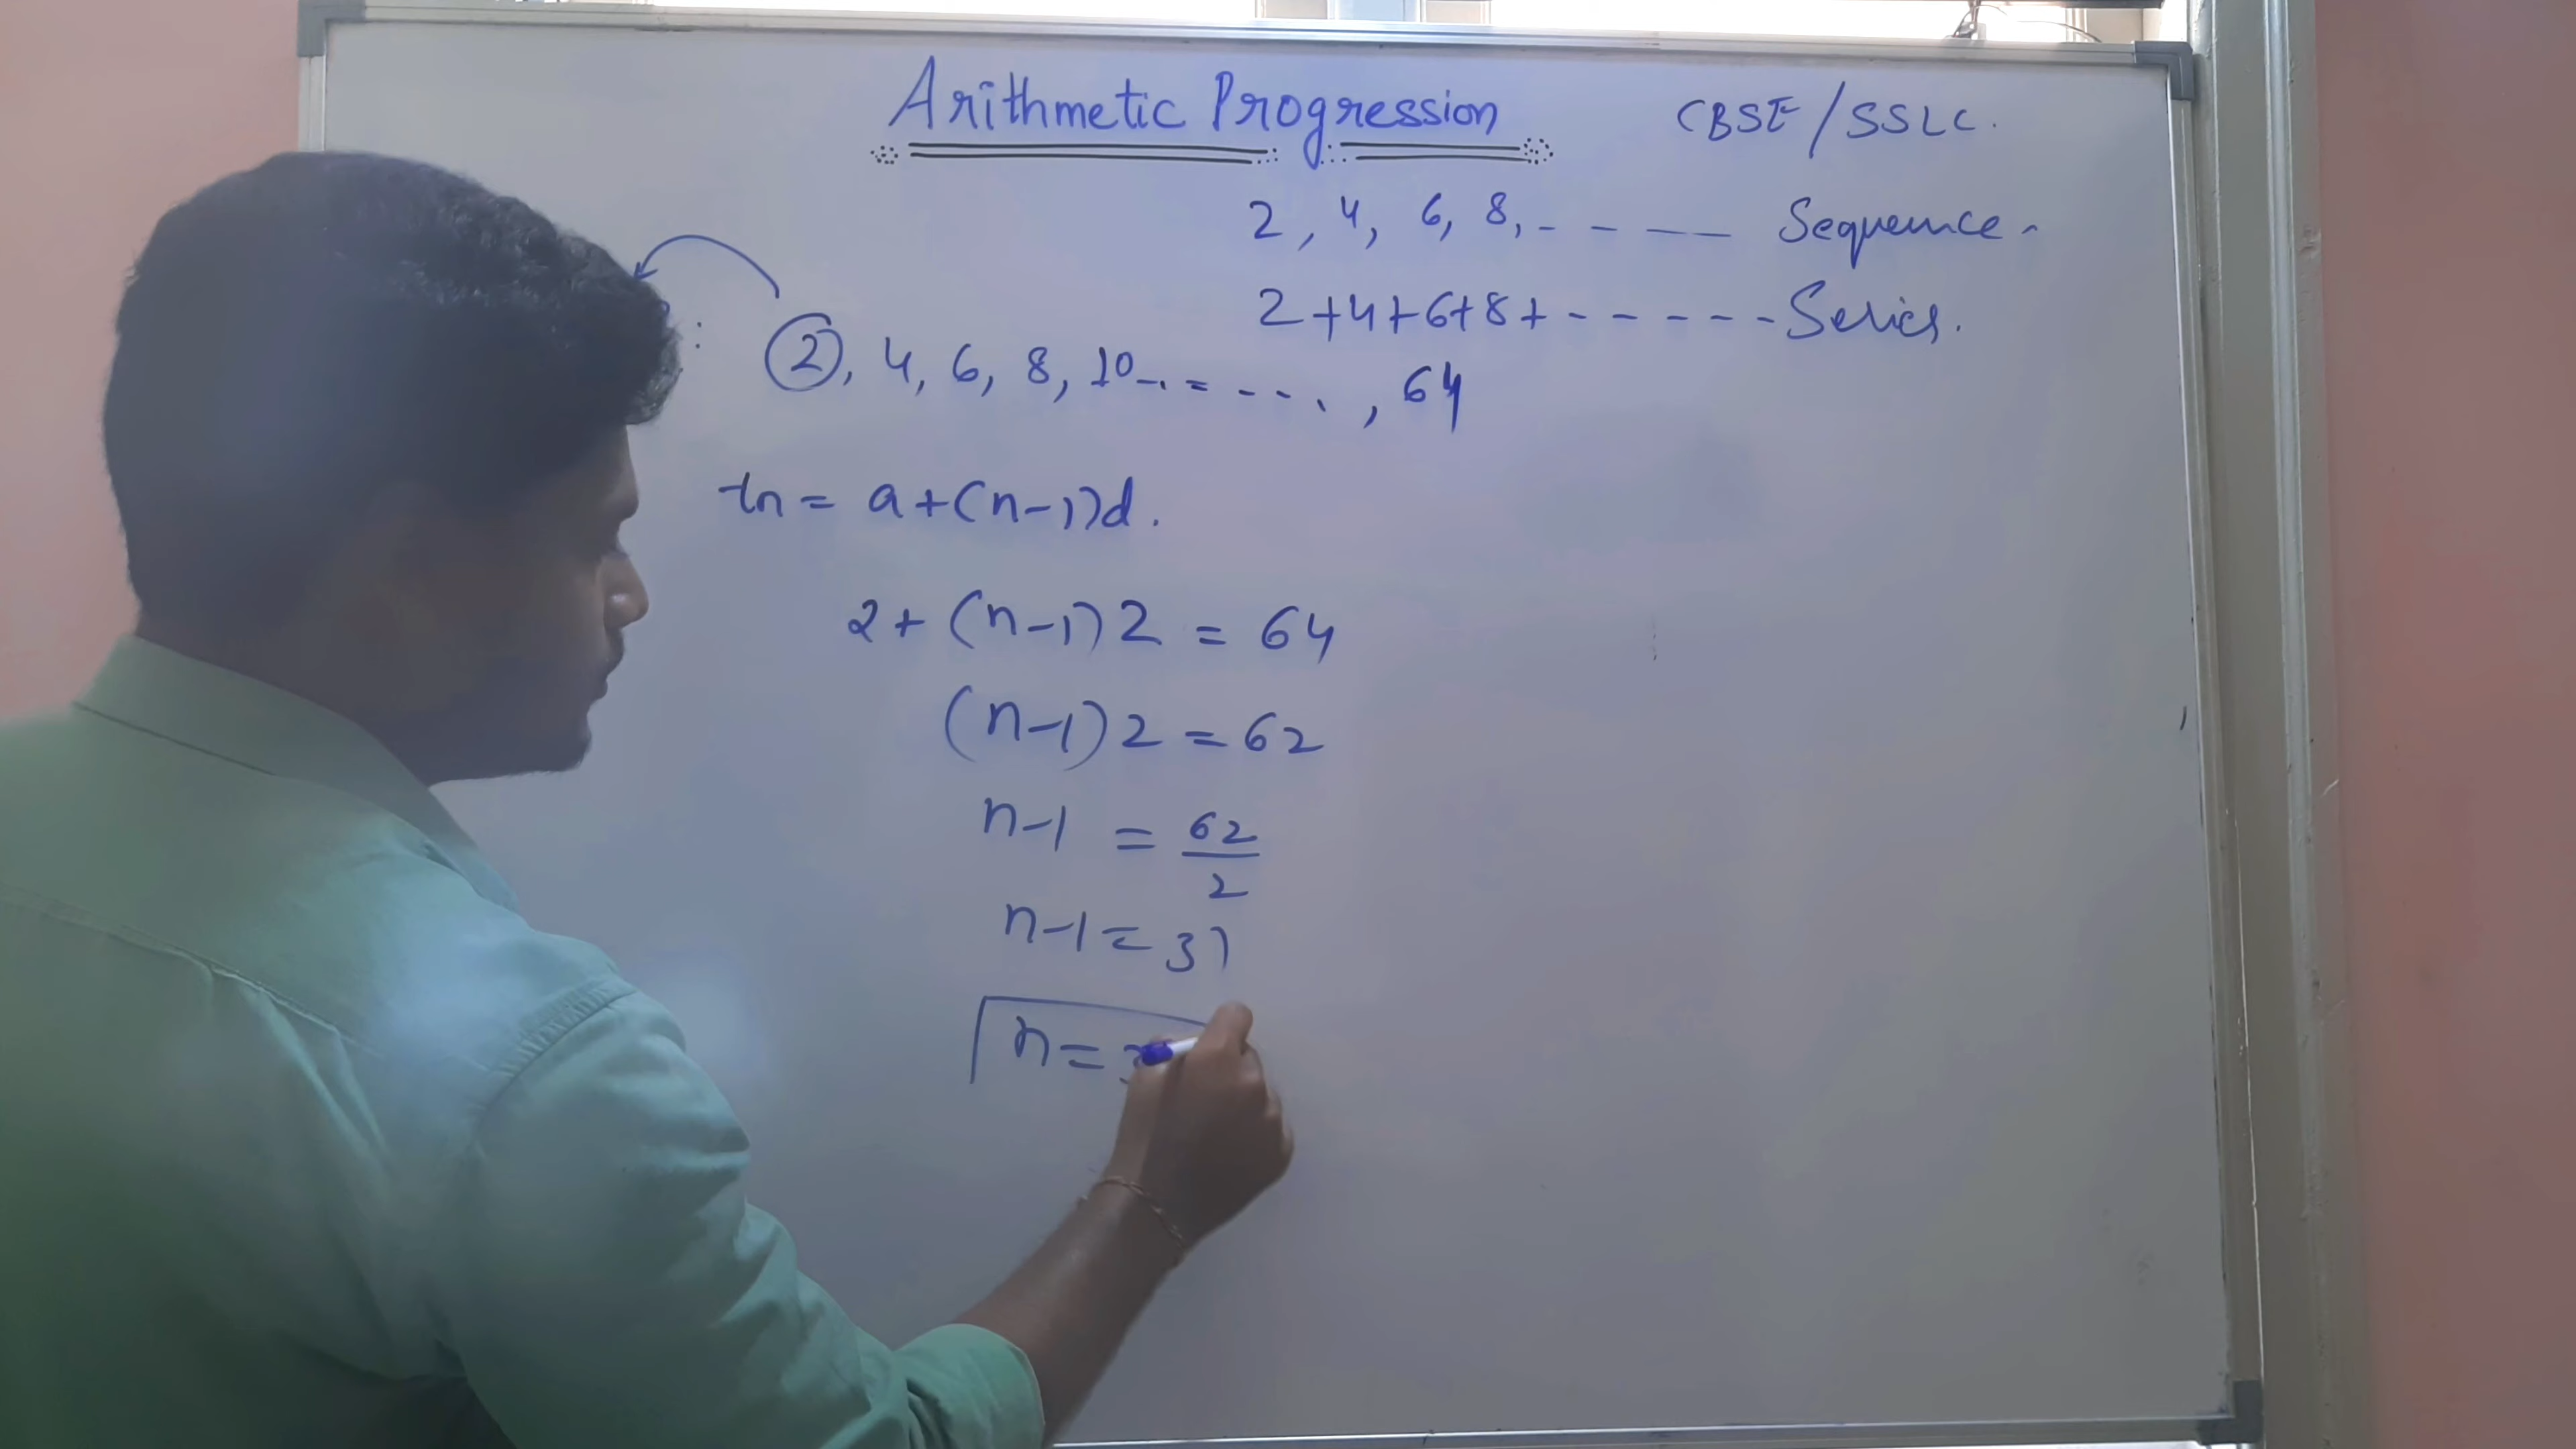 Arithmetic Progression
CBSE/SSLC.
2, 4, 6, 8, - - - - Sequence.
2+4+6+8+ - - - - - Series.
: 2, 4, 6, 8, 10 - - - - - - , 64
tn = a+(n-1)d.
2+(n-1)2 = 64
(n-1)2 = 62
n-1 = 62/2
n-1 = 31
n =